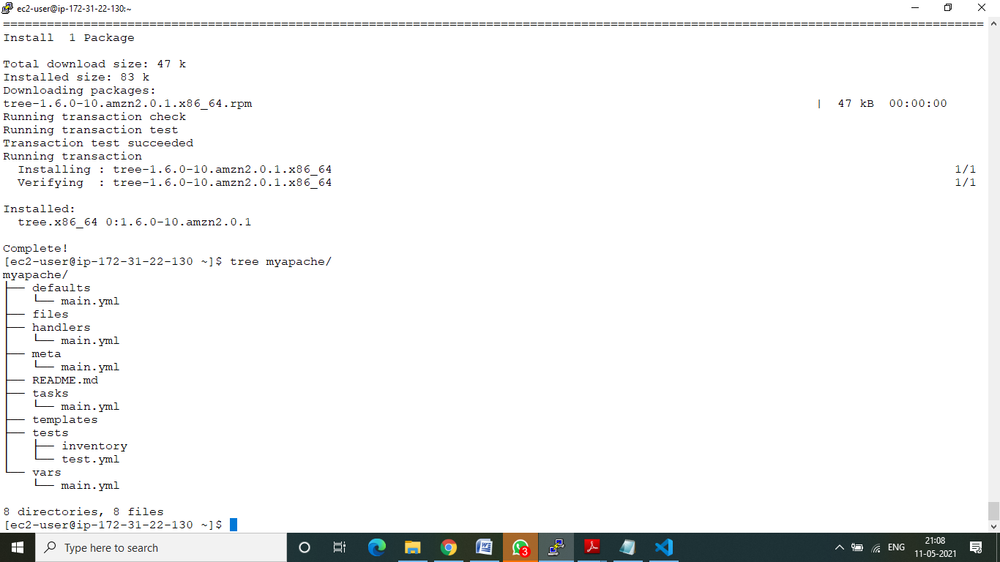 ec2-user@ip-172-31-22-130:~
======================================================================================================================================
Install  1 Package
Total download size: 47 k
Installed size: 83 k
Downloading packages:
tree-1.6.0-10.amzn2.0.1.x86_64.rpm | 47 kB 00:00:00
Running transaction check
Running transaction test
Transaction test succeeded
Running transaction
  Installing : tree-1.6.0-10.amzn2.0.1.x86_64 1/1
  Verifying  : tree-1.6.0-10.amzn2.0.1.x86_64 1/1
Installed:
  tree.x86_64 0:1.6.0-10.amzn2.0.1
Complete!
[ec2-user@ip-172-31-22-130 ~]$ tree myapache/
myapache/
├── defaults
│   └── main.yml
├── files
├── handlers
│   └── main.yml
├── meta
│   └── main.yml
├── README.md
├── tasks
│   └── main.yml
├── templates
├── tests
│   ├── inventory
│   └── test.yml
└── vars
    └── main.yml
8 directories, 8 files
[ec2-user@ip-172-31-22-130 ~]$
Type here to search
3
ENG
21:08
11-05-2021